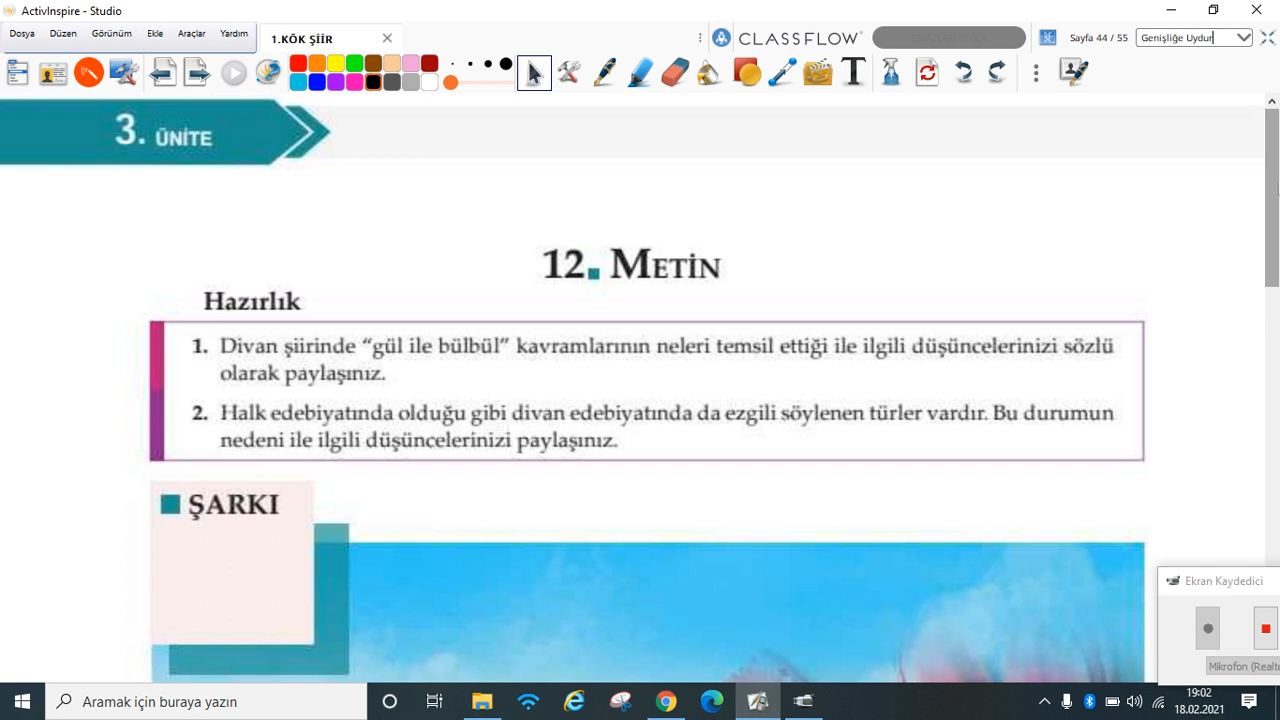 ActivInspire - Studio
Dosya Düzen Görünüm Ekle Araçlar Yardım
1.KÖK ŞİİR
CLASSFLOW
Sayfa 44 / 55
Genişliğe Uydur
3. ÜNİTE
12. METİN
Hazırlık
1. Divan şiirinde “gül ile bülbül” kavramlarının neleri temsil ettiği ile ilgili düşüncelerinizi sözlü
olarak paylaşınız.
2. Halk edebiyatında olduğu gibi divan edebiyatında da ezgili söylenen türler vardır. Bu durumun
nedeni ile ilgili düşüncelerinizi paylaşınız.
ŞARKI
Ekran Kaydedici
Mikrofon (Realte
Aramak için buraya yazın
19:02
18.02.2021